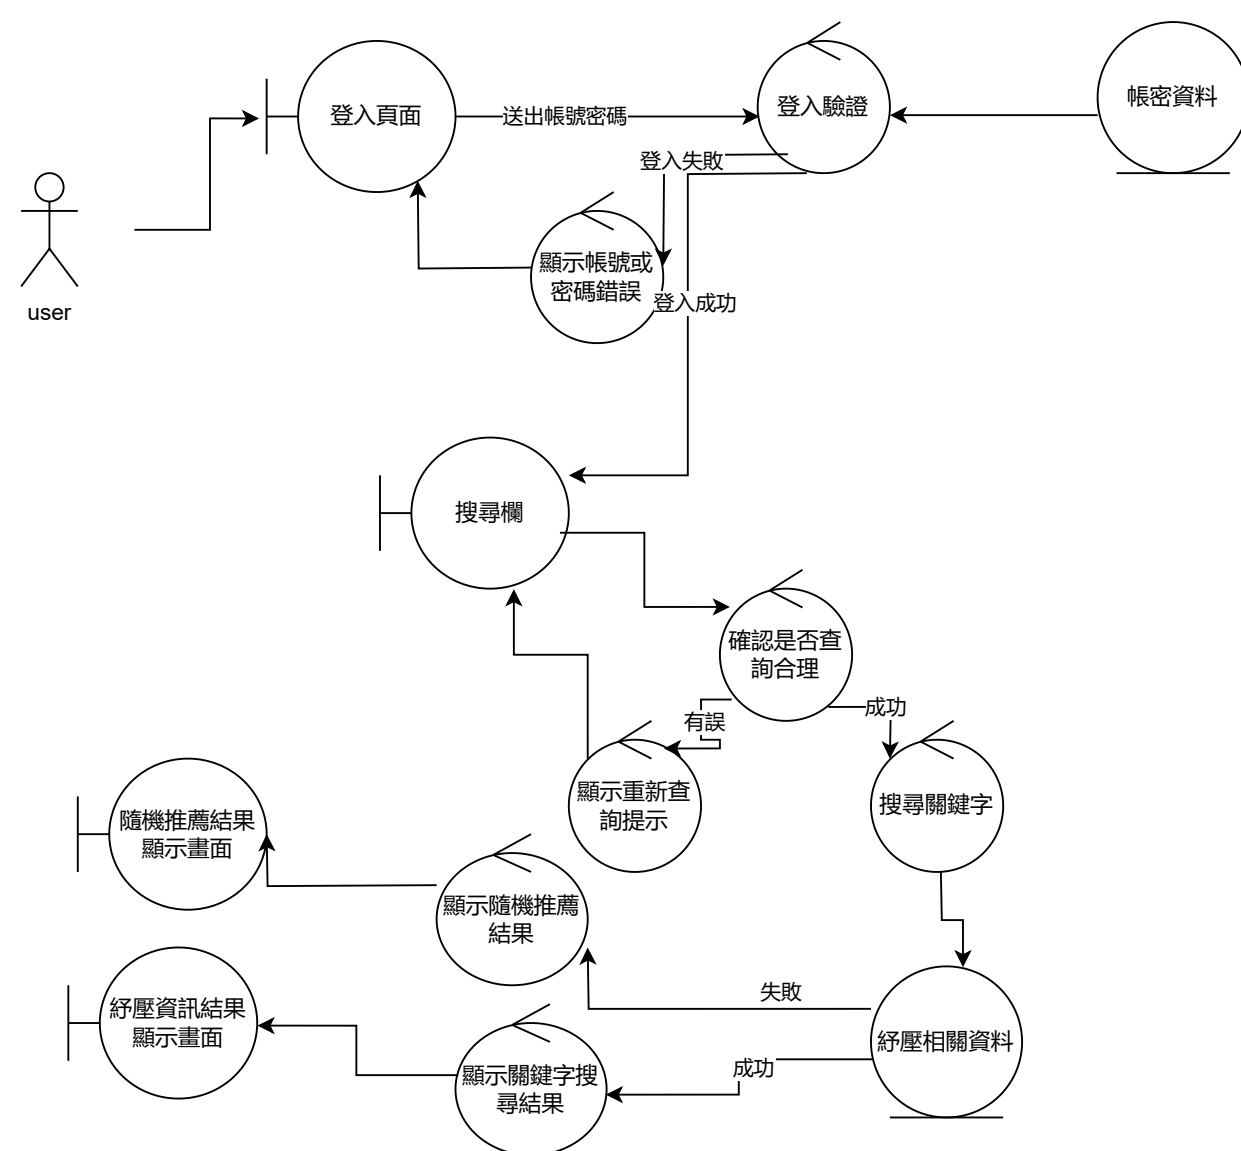 登入頁面
送出帳號密碼
登入驗證
帳密資料
登入失敗
顯示帳號或
密碼錯誤
登入成功
user
搜尋欄
確認是否查
詢合理
有誤
成功
顯示重新查
詢提示
搜尋關鍵字
隨機推薦結果
顯示畫面
顯示隨機推薦
結果
失敗
紓壓資訊結果
顯示畫面
紓壓相關資料
成功
顯示關鍵字搜
尋結果